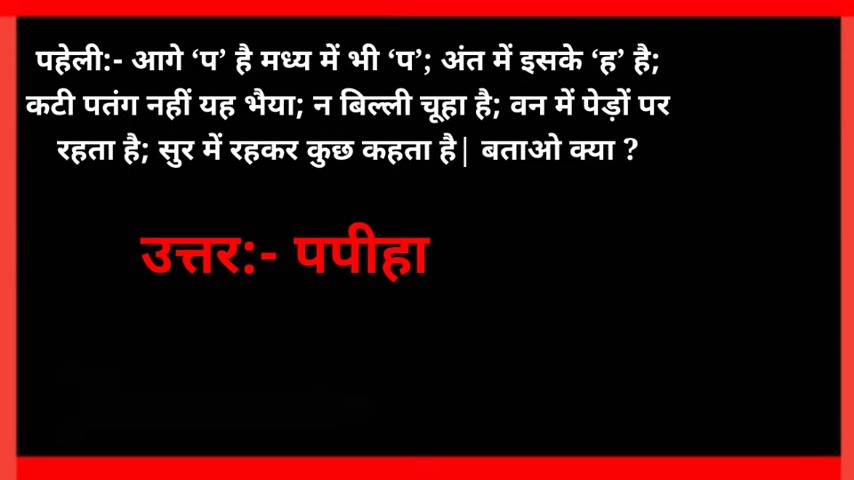 पहेली:- आगे ‘प’ है मध्य में भी ‘प’; अंत में इसके ‘ह’ है;
कटी पतंग नहीं यह भैया; न बिल्ली चूहा है; वन में पेड़ों पर
रहता है; सुर में रहकर कुछ कहता है| बताओ क्या ?
उत्तर:- पपीहा